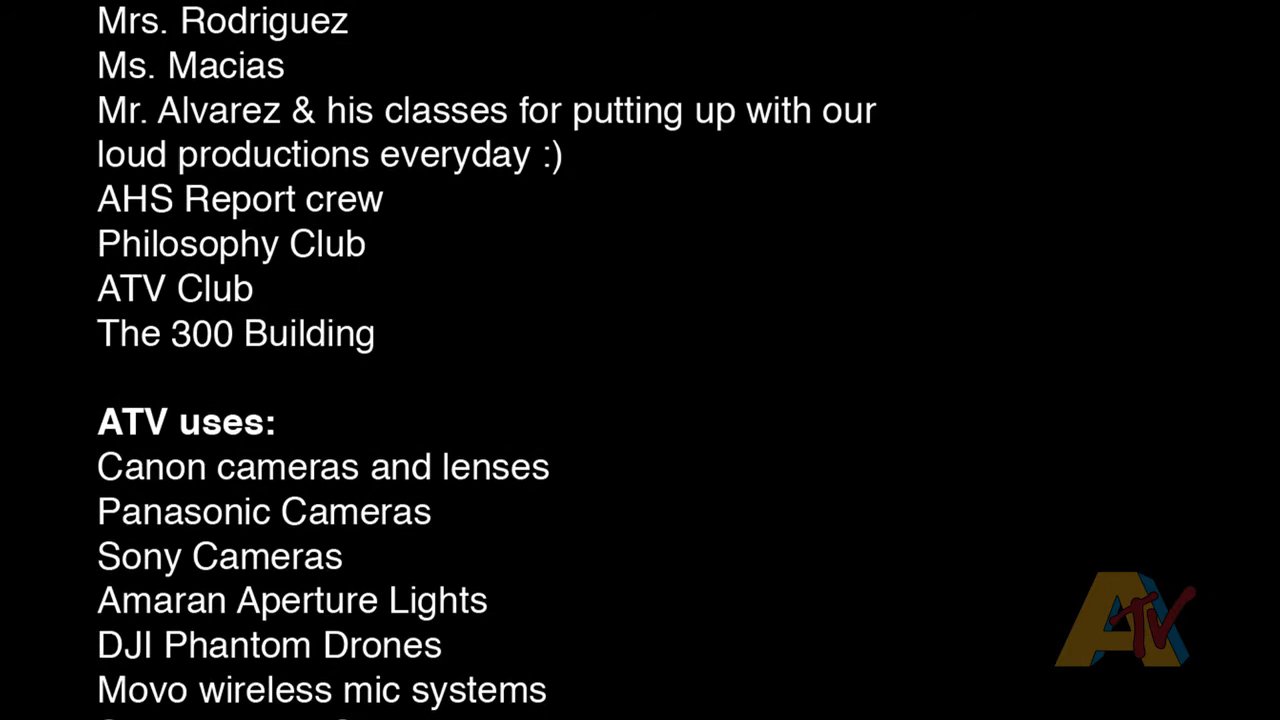 Mrs. Rodriguez
Ms. Macias
Mr. Alvarez & his classes for putting up with our
loud productions everyday :)
AHS Report crew
Philosophy Club
ATV Club
The 300 Building
ATV uses:
Canon cameras and lenses
Panasonic Cameras
Sony Cameras
Amaran Aperture Lights
DJI Phantom Drones
Movo wireless mic systems
ATV